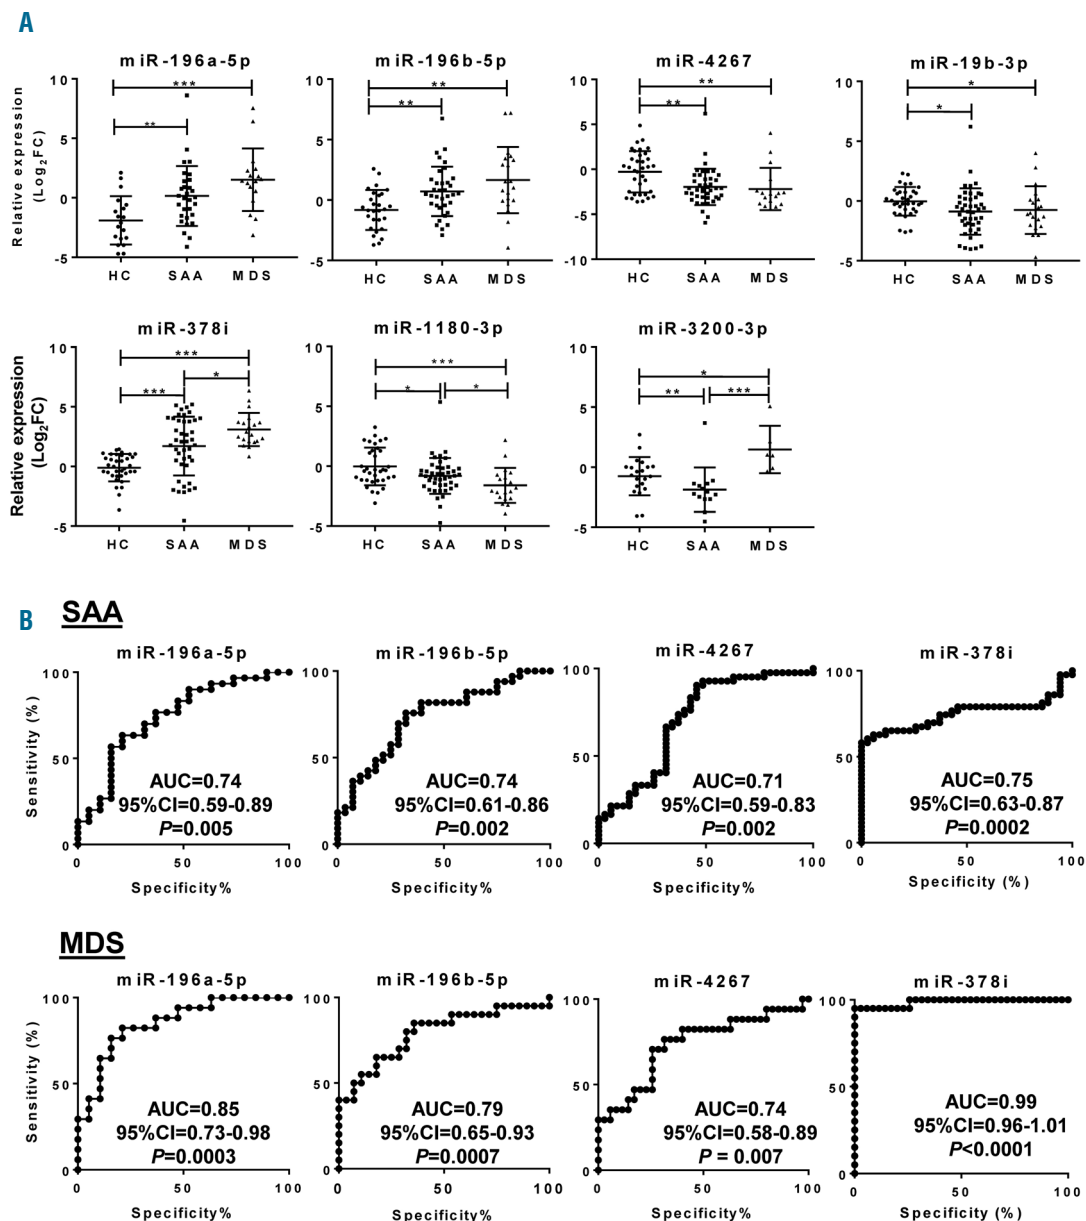 A
miR-196a-5p
miR-196b-5p
miR-4267
miR-19b-3p
Relative expression
(Log2FC)
10
5
0
-5
***
**
HC SAA MDS
10
5
0
-5
**
**
HC SAA MDS
10
5
0
-5
-10
**
**
HC SAA MDS
10
5
0
-5
*
*
HC SAA MDS
miR-378i
miR-1180-3p
miR-3200-3p
Relative expression
(Log2FC)
10
5
0
-5
***
*
***
HC SAA MDS
10
5
0
-5
***
*
*
HC SAA MDS
10
5
0
-5
*
**
***
HC SAA MDS
B
SAA
miR-196a-5p
Sensitivity (%)
100
50
0
AUC=0.74
95%CI=0.59-0.89
P=0.005
0 50 100
Specificity%
miR-196b-5p
100
50
0
AUC=0.74
95%CI=0.61-0.86
P=0.002
0 50 100
Specificity%
miR-4267
100
50
0
AUC=0.71
95%CI=0.59-0.83
P=0.002
0 50 100
Specificity%
miR-378i
100
50
0
AUC=0.75
95%CI=0.63-0.87
P=0.0002
0 50 100
Specificity (%)
MDS
miR-196a-5p
Sensitivity (%)
100
50
0
AUC=0.85
95%CI=0.73-0.98
P=0.0003
0 50 100
Specificity%
miR-196b-5p
100
50
0
AUC=0.79
95%CI=0.65-0.93
P=0.0007
0 50 100
Specificity%
miR-4267
100
50
0
AUC=0.74
95%CI=0.58-0.89
P = 0.007
0 50 100
Specificity%
miR-378i
100
50
0
AUC=0.99
95%CI=0.96-1.01
P<0.0001
0 50 100
Specificity (%)